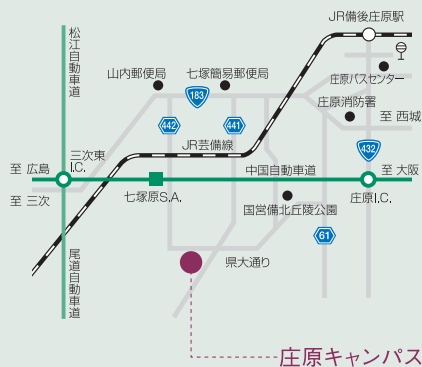 JR備後庄原駅
松江自動車道
山内郵便局
七塚簡易郵便局
庄原バスセンター
183
庄原消防署
442
441
至 西城
432
JR芸備線
三次東
I.C.
至 広島
中国自動車道
至 大阪
至 三次
七塚原S.A.
国営備北丘陵公園
庄原I.C.
61
県大通り
尾道自動車道
庄原キャンパス